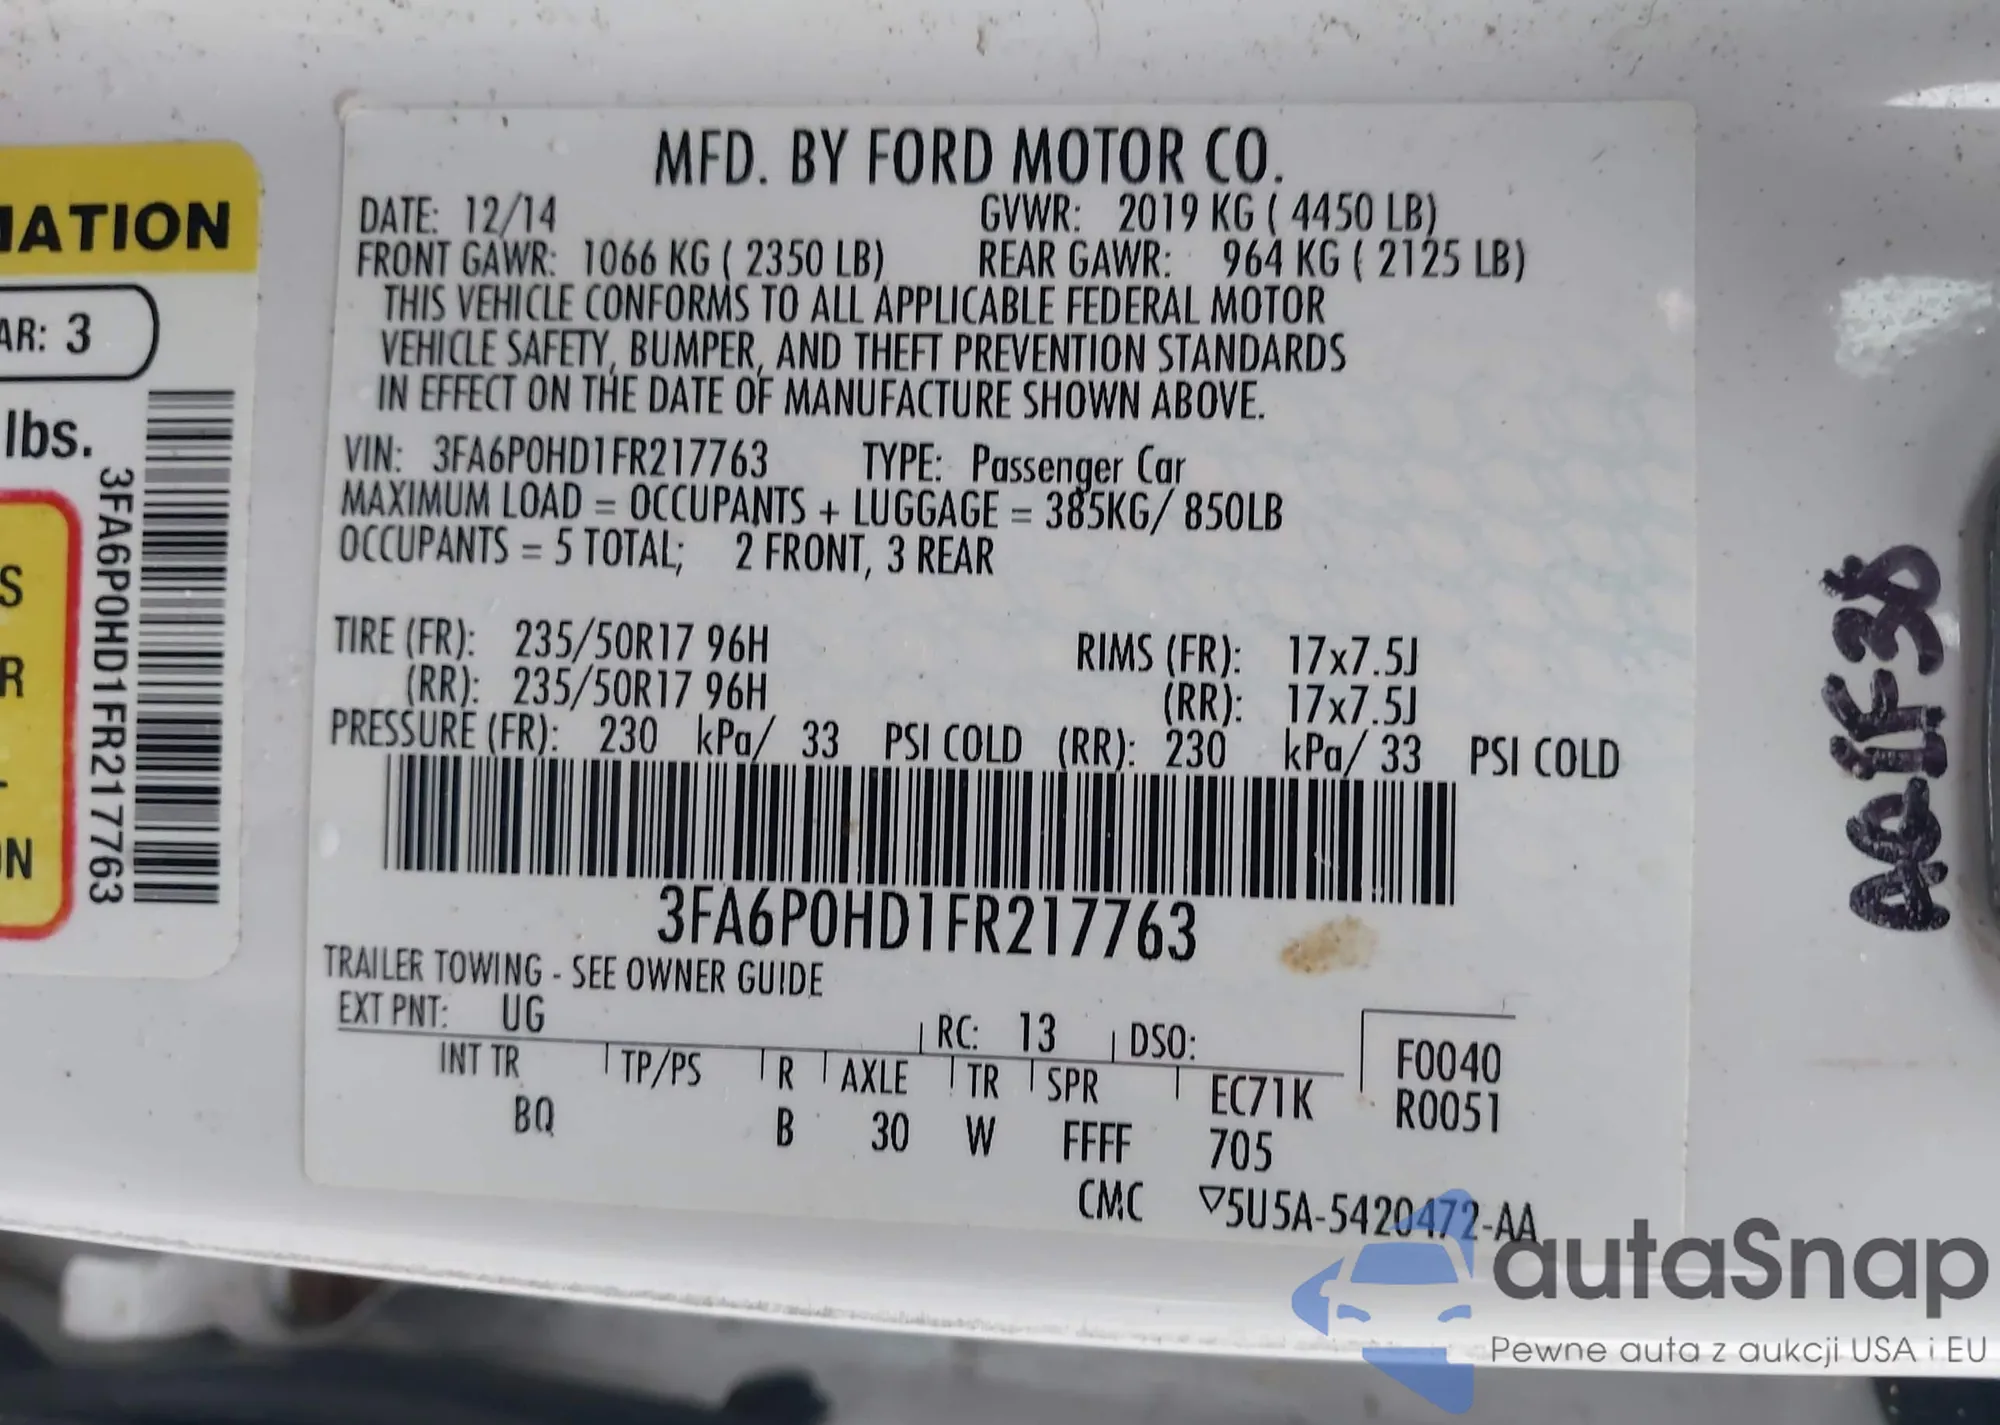 MFD. BY FORD MOTOR CO.
DATE: 12/14 GVWR: 2019 KG ( 4450 LB)
FRONT GAWR: 1066 KG ( 2350 LB) REAR GAWR: 964 KG ( 2125 LB)
THIS VEHICLE CONFORMS TO ALL APPLICABLE FEDERAL MOTOR
VEHICLE SAFETY, BUMPER, AND THEFT PREVENTION STANDARDS
IN EFFECT ON THE DATE OF MANUFACTURE SHOWN ABOVE.
VIN: 3FA6P0HD1FR217763 TYPE: Passenger Car
MAXIMUM LOAD = OCCUPANTS + LUGGAGE = 385KG/ 850LB
OCCUPANTS = 5 TOTAL; 2 FRONT, 3 REAR
TIRE (FR): 235/50R17 96H RIMS (FR): 17x7.5J
(RR): 235/50R17 96H (RR): 17x7.5J
PRESSURE (FR): 230 kPa/ 33 PSI COLD (RR): 230 kPa/ 33 PSI COLD
3FA6P0HD1FR217763
TRAILER TOWING - SEE OWNER GUIDE
EXT PNT: UG RC: 13 DSO: F0040
INT TR TP/PS R AXLE TR SPR EC71K R0051
BQ B 30 W FFFF 705
CMC ▽5U5A-5420472-AA
MATION
AR: 3
lbs.
3FA6P0HD1FR217763
S
R
ON
autaSnap
Pewne auta z aukcji USA i EU